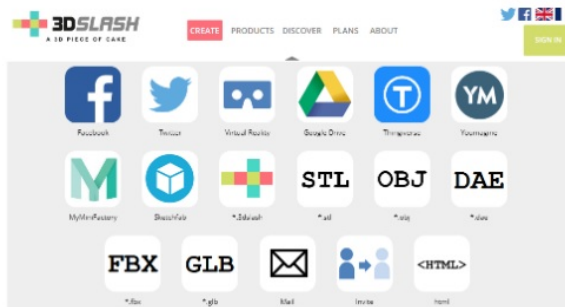 3DSLASH
A 3D PIECE OF CAKE
CREATE PRODUCTS DISCOVER PLANS ABOUT
SIGN IN
f YM
Facebook Twitter Virtual Reality Google Drive Thingiverse Youmagine
M STL OBJ DAE
MyMiniFactory Sketchfab *.3dslash *.stl *.obj *.dae
FBX GLB <HTML>
*.fbx *.glb Mail Invite html